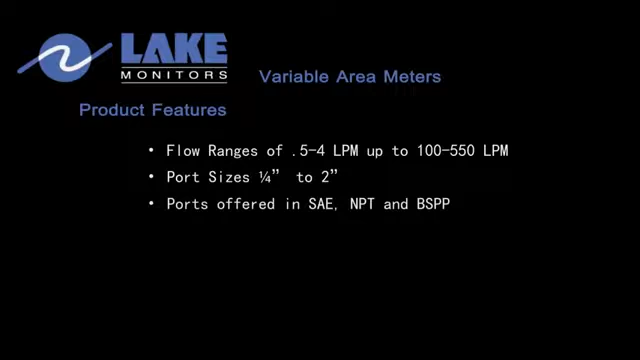 LAKE
MONITORS
Variable Area Meters
Product Features
• Flow Ranges of .5-4 LPM up to 100-550 LPM
• Port Sizes ¼” to 2”
• Ports offered in SAE, NPT and BSPP